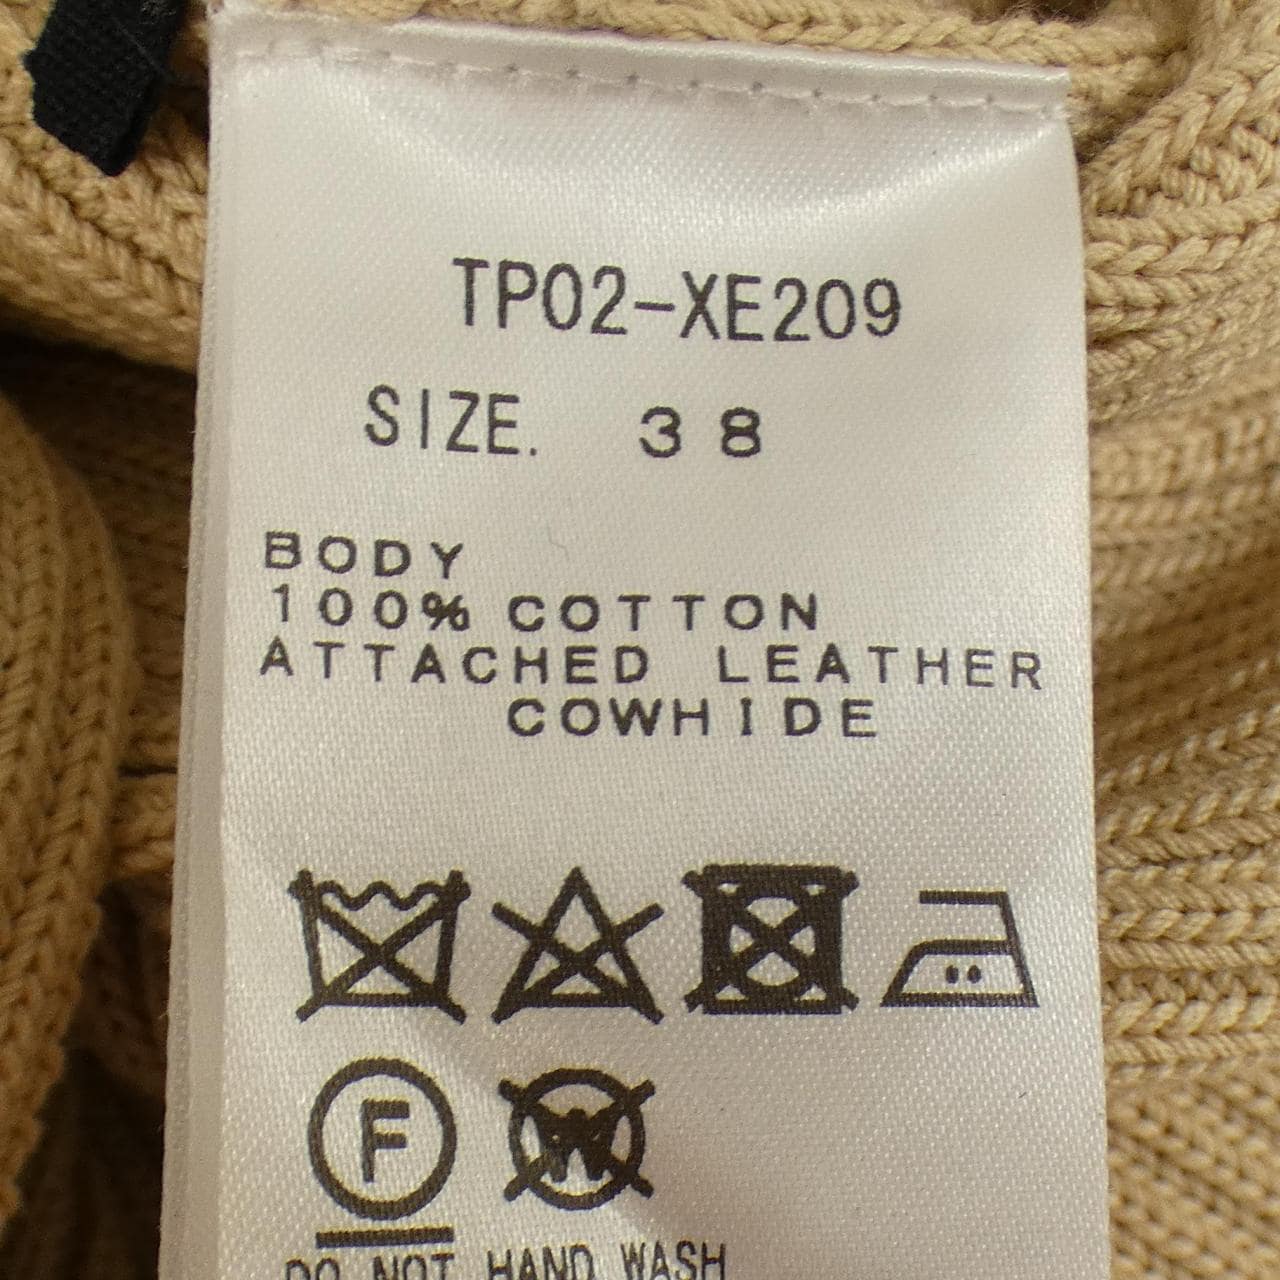 TP02-XE209
SIZE. 38
BODY
100% COTTON
ATTACHED LEATHER
COWHIDE
F
W
DO NOT HAND WASH